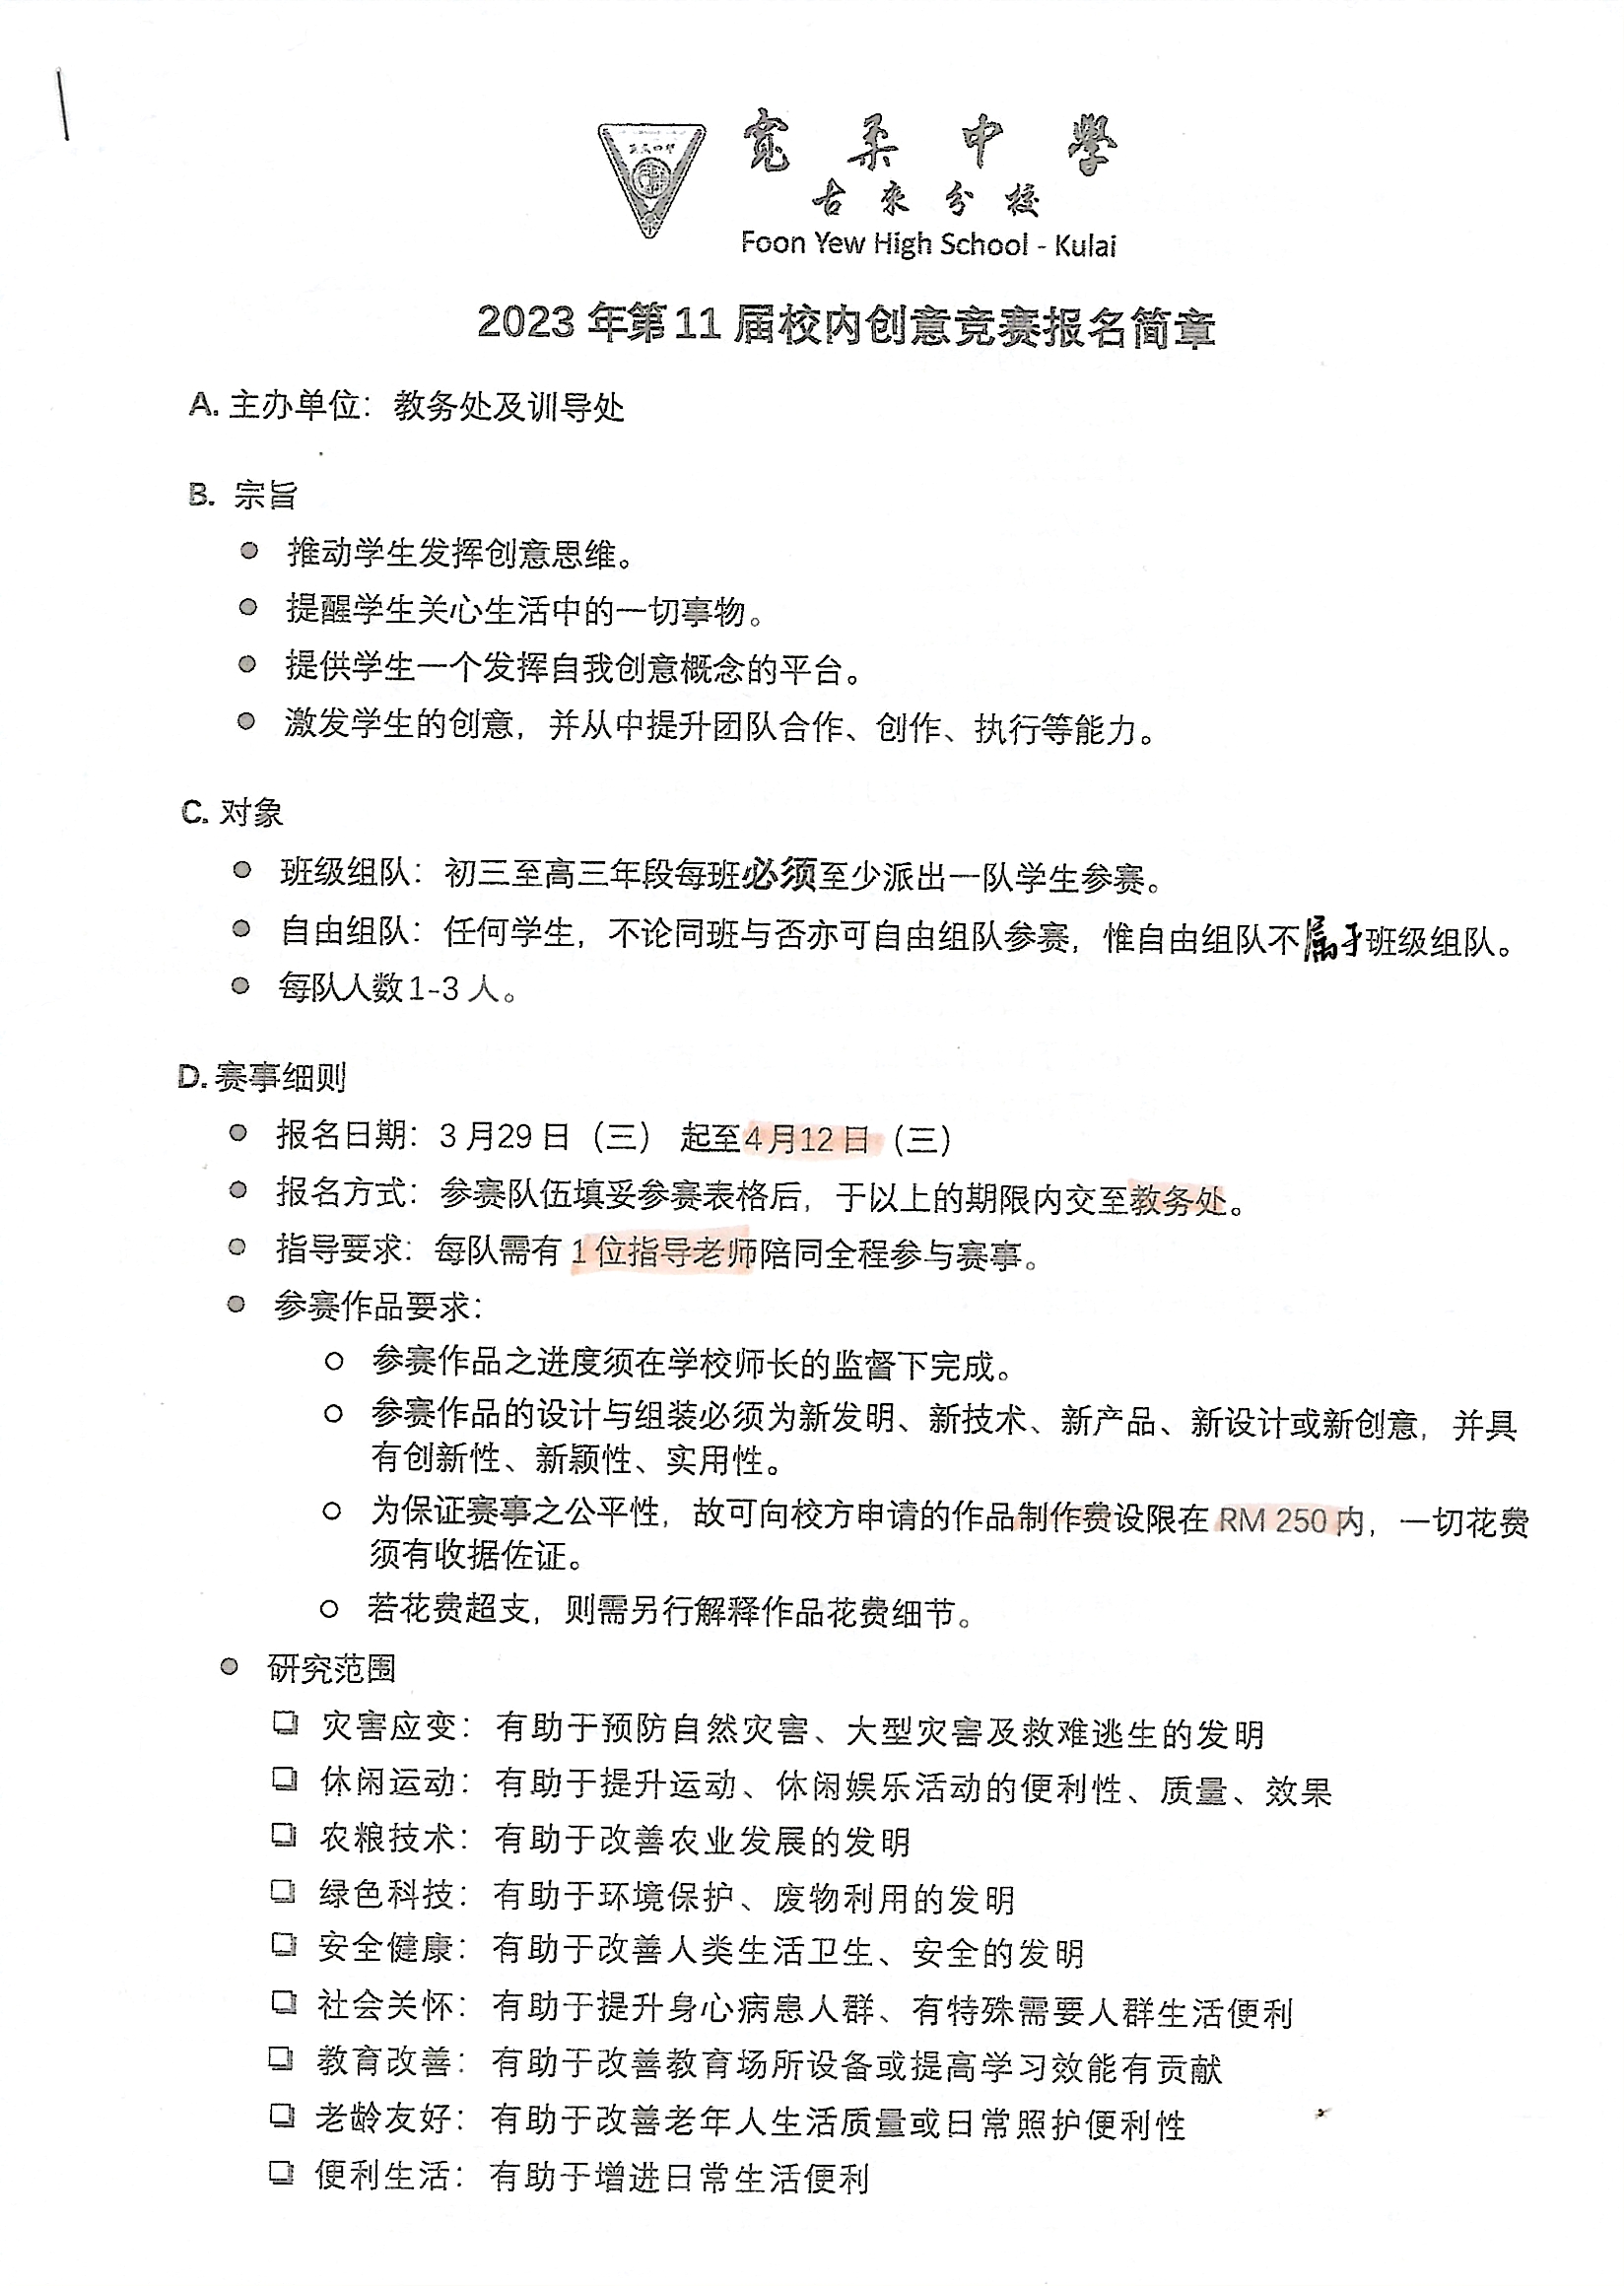 寬柔中學
古來分校
Foon Yew High School - Kulai
2023 年第 11 届校内创意竞赛报名简章
A. 主办单位：教务处及训导处
B. 宗旨
● 推动学生发挥创意思维。
● 提醒学生关心生活中的一切事物。
● 提供学生一个发挥自我创意概念的平台。
● 激发学生的创意，并从中提升团队合作、创作、执行等能力。
C. 对象
● 班级组队：初三至高三年段每班必须至少派出一队学生参赛。
● 自由组队：任何学生，不论同班与否亦可自由组队参赛，惟自由组队不属于班级组队。
● 每队人数1-3 人。
D. 赛事细则
● 报名日期：3 月29 日（三） 起至4月12日（三）
● 报名方式：参赛队伍填妥参赛表格后，于以上的期限内交至教务处。
● 指导要求：每队需有 1 位指导老师陪同全程参与赛事。
● 参赛作品要求：
○ 参赛作品之进度须在学校师长的监督下完成。
○ 参赛作品的设计与组装必须为新发明、新技术、新产品、新设计或新创意，并具
有创新性、新颖性、实用性。
○ 为保证赛事之公平性，故可向校方申请的作品制作费设限在 RM 250 内，一切花费
须有收据佐证。
○ 若花费超支，则需另行解释作品花费细节。
● 研究范围
❑ 灾害应变：有助于预防自然灾害、大型灾害及救难逃生的发明
❑ 休闲运动：有助于提升运动、休闲娱乐活动的便利性、质量、效果
❑ 农粮技术：有助于改善农业发展的发明
❑ 绿色科技：有助于环境保护、废物利用的发明
❑ 安全健康：有助于改善人类生活卫生、安全的发明
❑ 社会关怀：有助于提升身心病患人群、有特殊需要人群生活便利
❑ 教育改善：有助于改善教育场所设备或提高学习效能有贡献
❑ 老龄友好：有助于改善老年人生活质量或日常照护便利性
❑ 便利生活：有助于增进日常生活便利